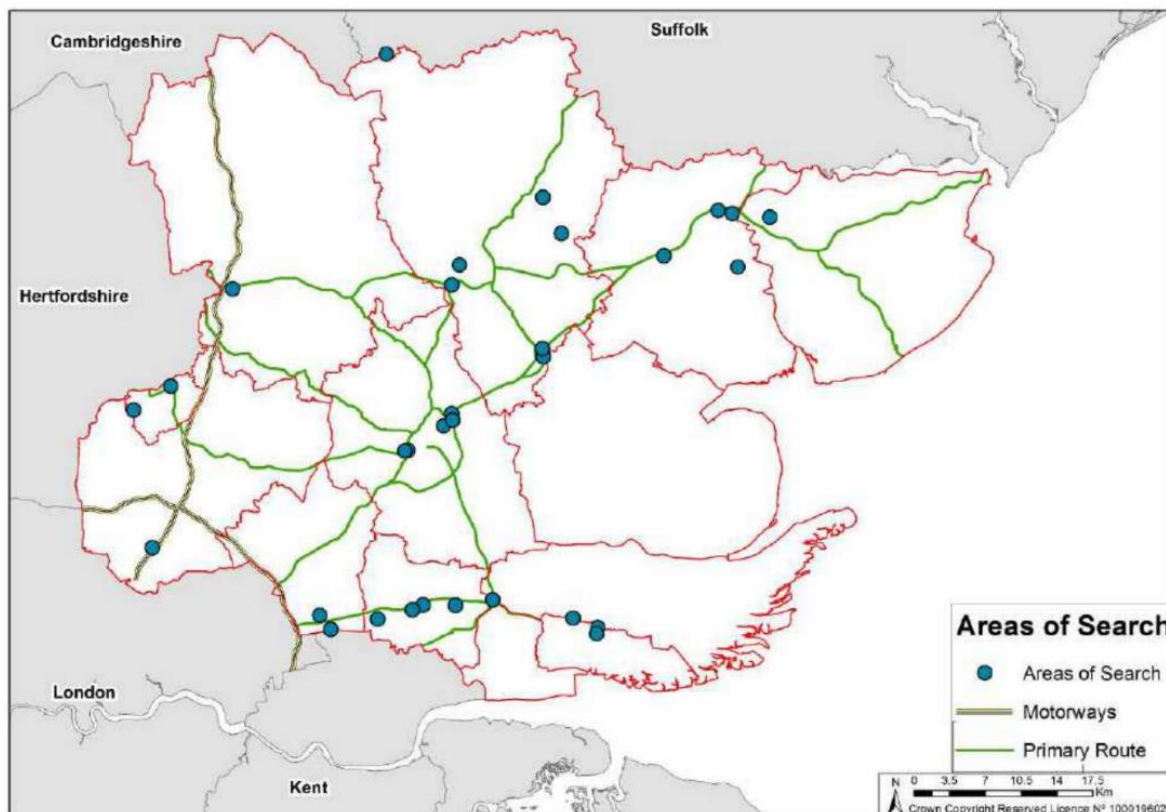 Cambridgeshire
Suffolk
Hertfordshire
London
Kent
Areas of Search
Areas of Search
Motorways
Primary Route
N
0 3.5 7 10.5 14 17.5
Km
Crown Copyright Reserved Licence Nº 100019602